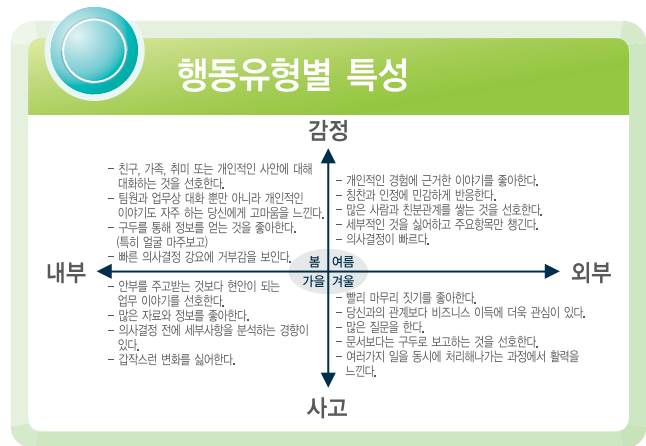 행동유형별 특성
감정
- 친구, 가족, 취미 또는 개인적인 사안에 대해
대화하는 것을 선호한다.
- 팀원과 업무상 대화 뿐만 아니라 개인적인
이야기도 자주 하는 당신에게 고마움을 느낀다.
- 구두를 통해 정보를 얻는 것을 좋아한다.
(특히 얼굴 마주보고)
- 빠른 의사결정 강요에 거부감을 보인다.
- 개인적인 경험에 근거한 이야기를 좋아한다.
- 칭찬과 인정에 민감하게 반응한다.
- 많은 사람과 친분관계를 쌓는 것을 선호한다.
- 세부적인 것을 싫어하고 주요항목만 챙긴다.
- 의사결정이 빠르다.
봄 여름
내부
외부
가을 겨울
- 안부를 주고받는 것보다 현안이 되는
업무 이야기를 선호한다.
- 많은 자료와 정보를 좋아한다.
- 의사결정 전에 세부사항을 분석하는 경향이
있다.
- 갑작스런 변화를 싫어한다.
- 빨리 마무리 짓기를 좋아한다.
- 당신과의 관계보다 비즈니스 이득에 더욱 관심이 있다.
- 많은 질문을 한다.
- 문서보다는 구두로 보고하는 것을 선호한다.
- 여러가지 일을 동시에 처리해나가는 과정에서 활력을
느낀다.
사고